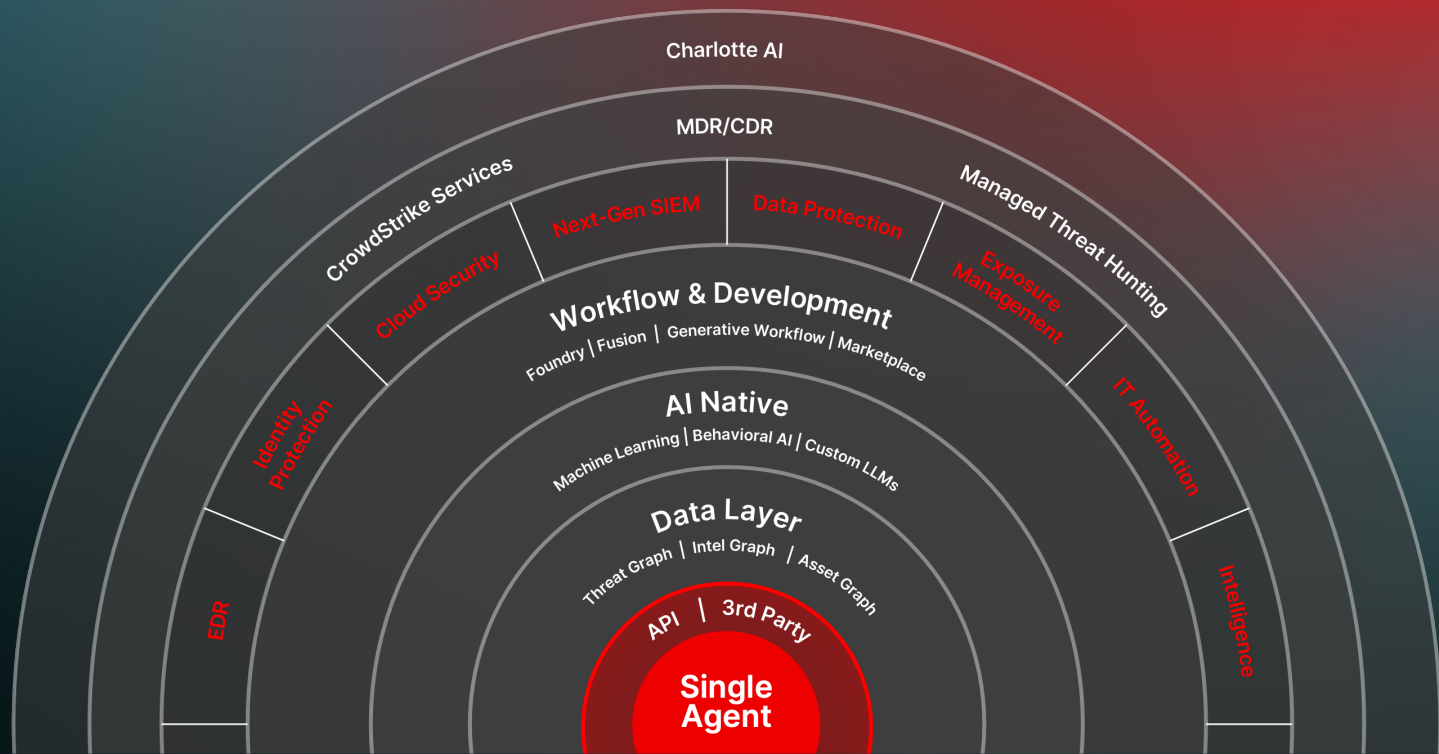 Charlotte AI
CrowdStrike Services
MDR/CDR
Managed Threat Hunting
EDR
Identity
Protection
Cloud Security
Next-Gen SIEM
Data Protection
Exposure
Management
IT Automation
Intelligence
Workflow & Development
Foundry | Fusion | Generative Workflow | Marketplace
AI Native
Machine Learning | Behavioral AI | Custom LLMs
Data Layer
Threat Graph | Intel Graph | Asset Graph
API | 3rd Party
Single
Agent